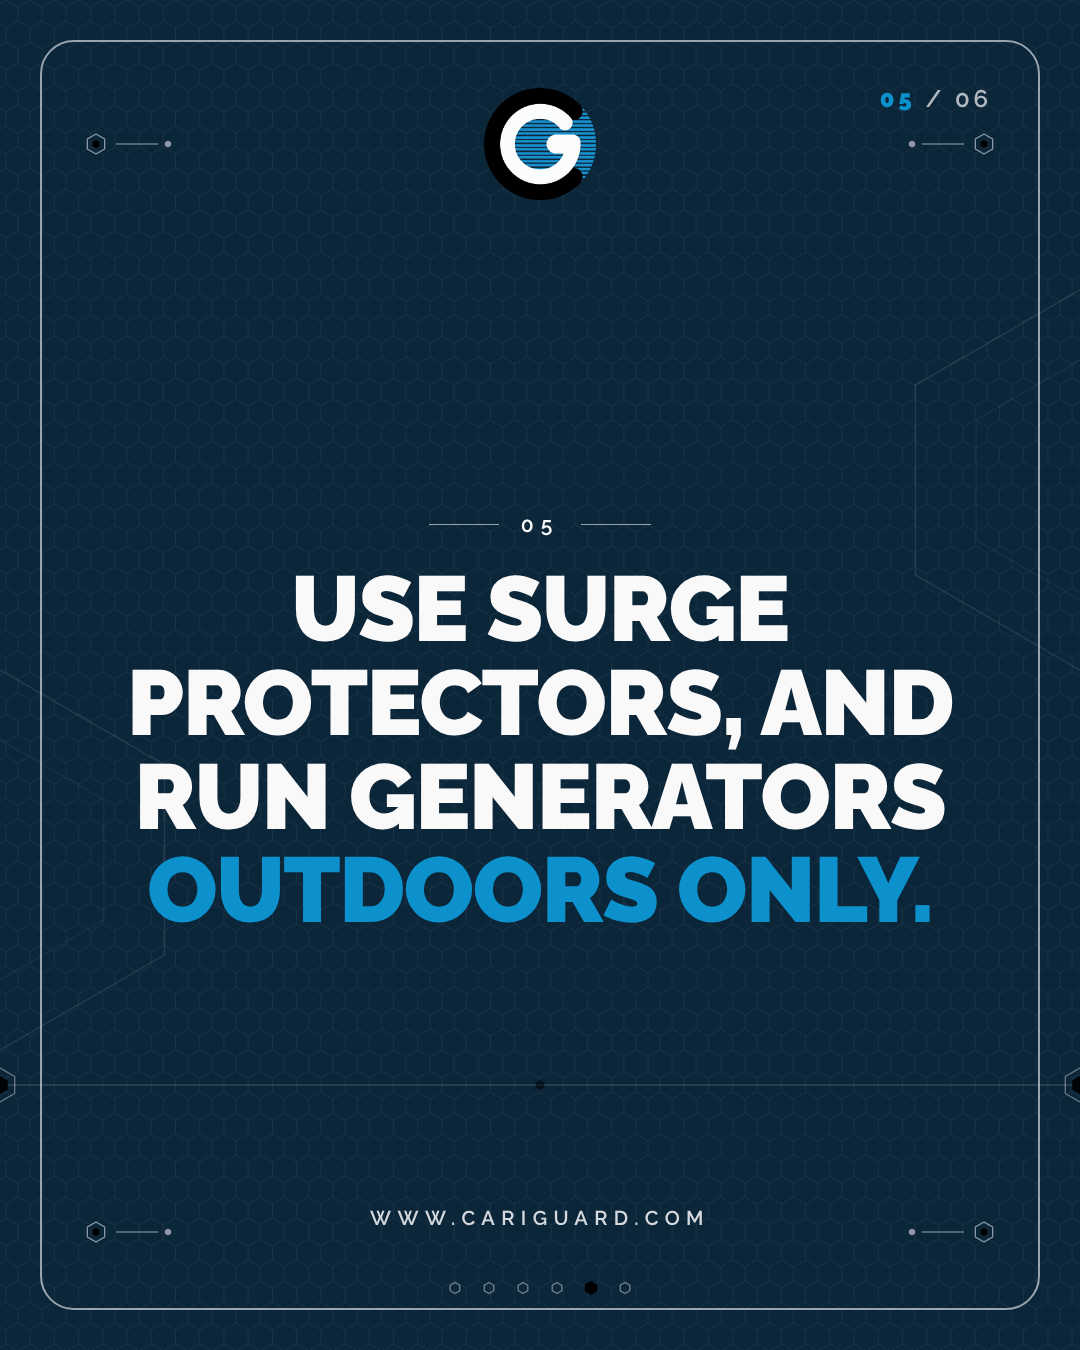 05 / 06
05
USE SURGE
PROTECTORS, AND
RUN GENERATORS
OUTDOORS ONLY.
WWW.CARIGUARD.COM